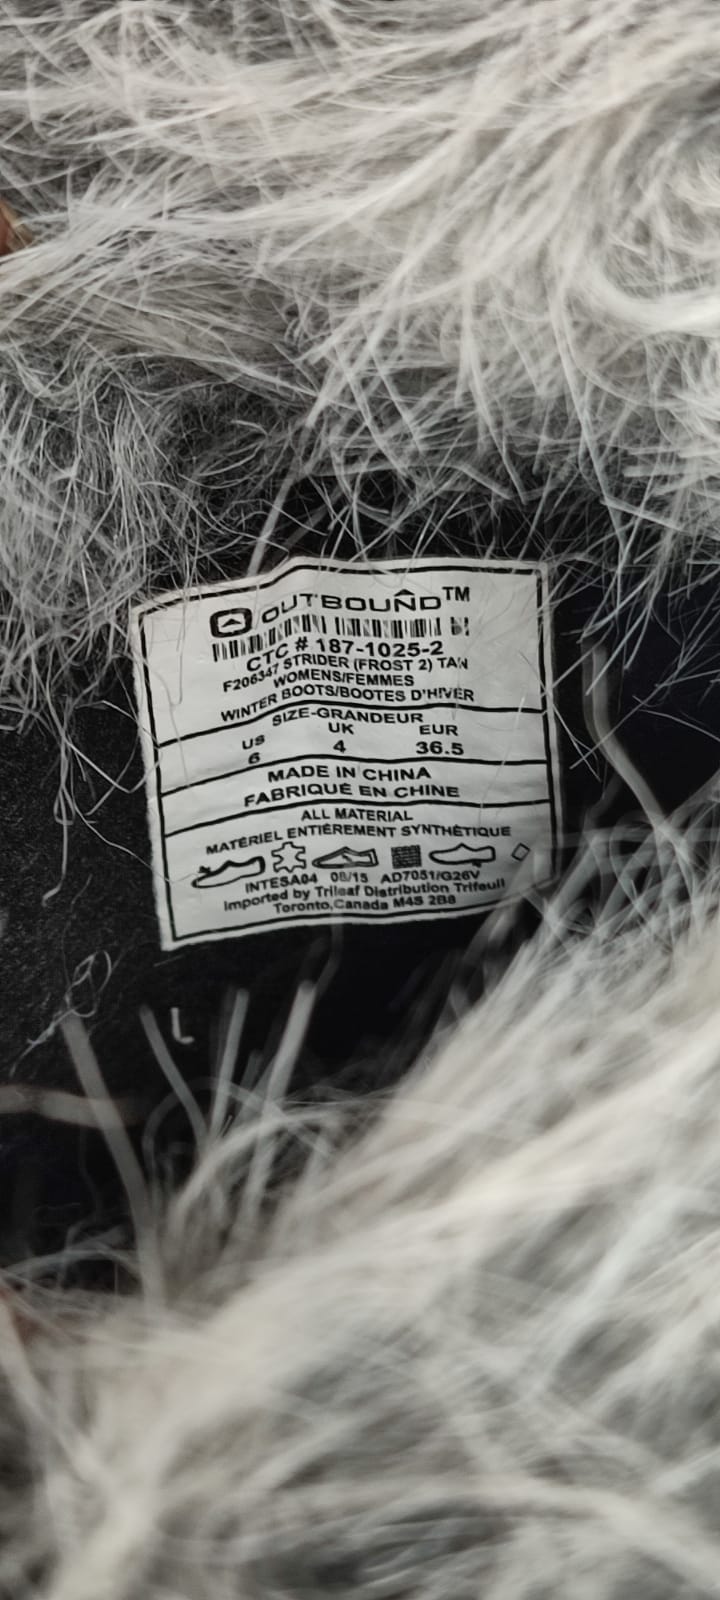 OUTBOUND™
CTC # 187-1025-2
F206347 STRIDER (FROST 2) TAN
WOMENS/FEMMES
WINTER BOOTS/BOOTES D'HIVER
SIZE-GRANDEUR
US UK EUR
6 4 36.5
MADE IN CHINA
FABRIQUÉ EN CHINE
ALL MATERIAL
MATÉRIEL ENTIÈREMENT SYNTHÉTIQUE
INTESA04 08/15 AD7051/G26V
Imported by Trileaf Distribution Trifeuil
Toronto,Canada M4S 2B8
L